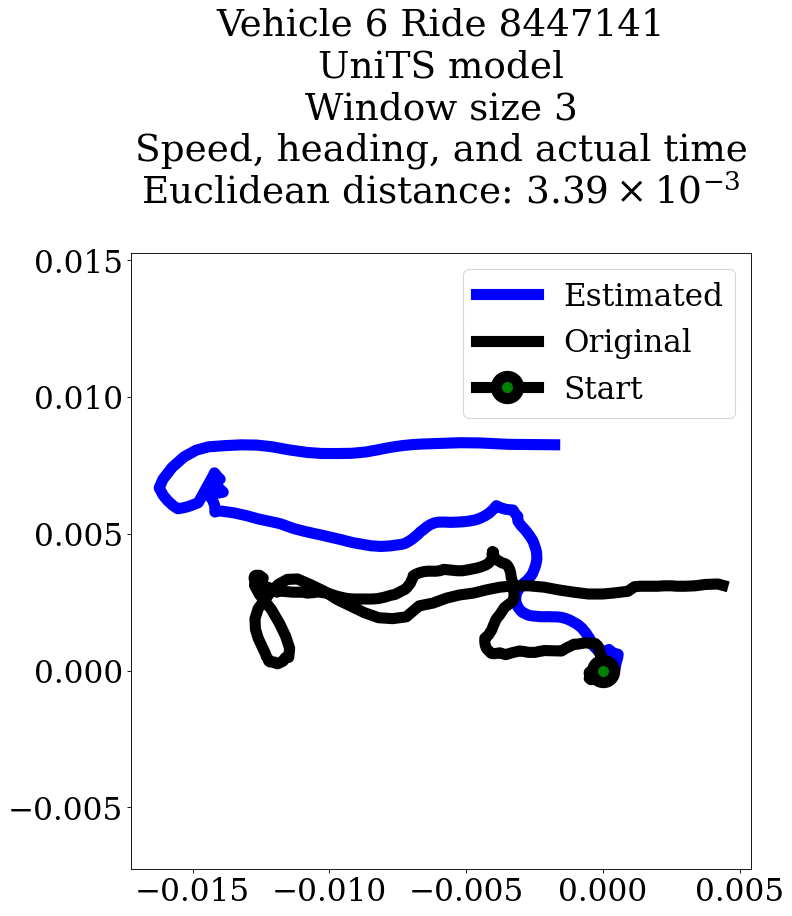 Vehicle 6 Ride 8447141
UniTS model
Window size 3
Speed, heading, and actual time
Euclidean distance: 3.39 × 10⁻³
0.015
0.010
0.005
0.000
−0.005
Estimated
Original
Start
−0.015 −0.010 −0.005 0.000 0.005